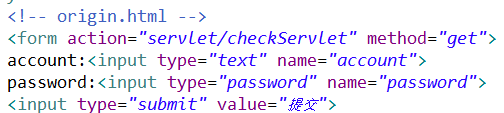 <!-- origin.html -->
<form action="servlet/checkServlet" method="get">
account:<input type="text" name="account">
password:<input type="password" name="password">
<input type="submit" value="提交">